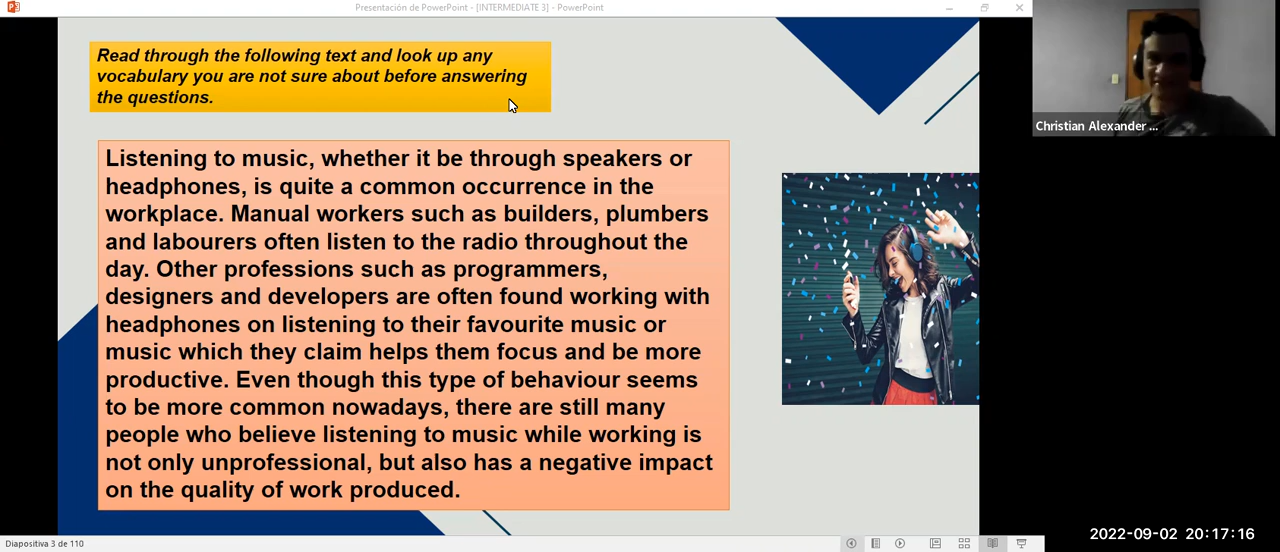 Presentación de PowerPoint - [INTERMEDIATE 3] - PowerPoint
Read through the following text and look up any
vocabulary you are not sure about before answering
the questions.
Christian Alexander ...
Listening to music, whether it be through speakers or
headphones, is quite a common occurrence in the
workplace. Manual workers such as builders, plumbers
and labourers often listen to the radio throughout the
day. Other professions such as programmers,
designers and developers are often found working with
headphones on listening to their favourite music or
music which they claim helps them focus and be more
productive. Even though this type of behaviour seems
to be more common nowadays, there are still many
people who believe listening to music while working is
not only unprofessional, but also has a negative impact
on the quality of work produced.
2022-09-02 20:17:16
Diapositiva 3 de 110